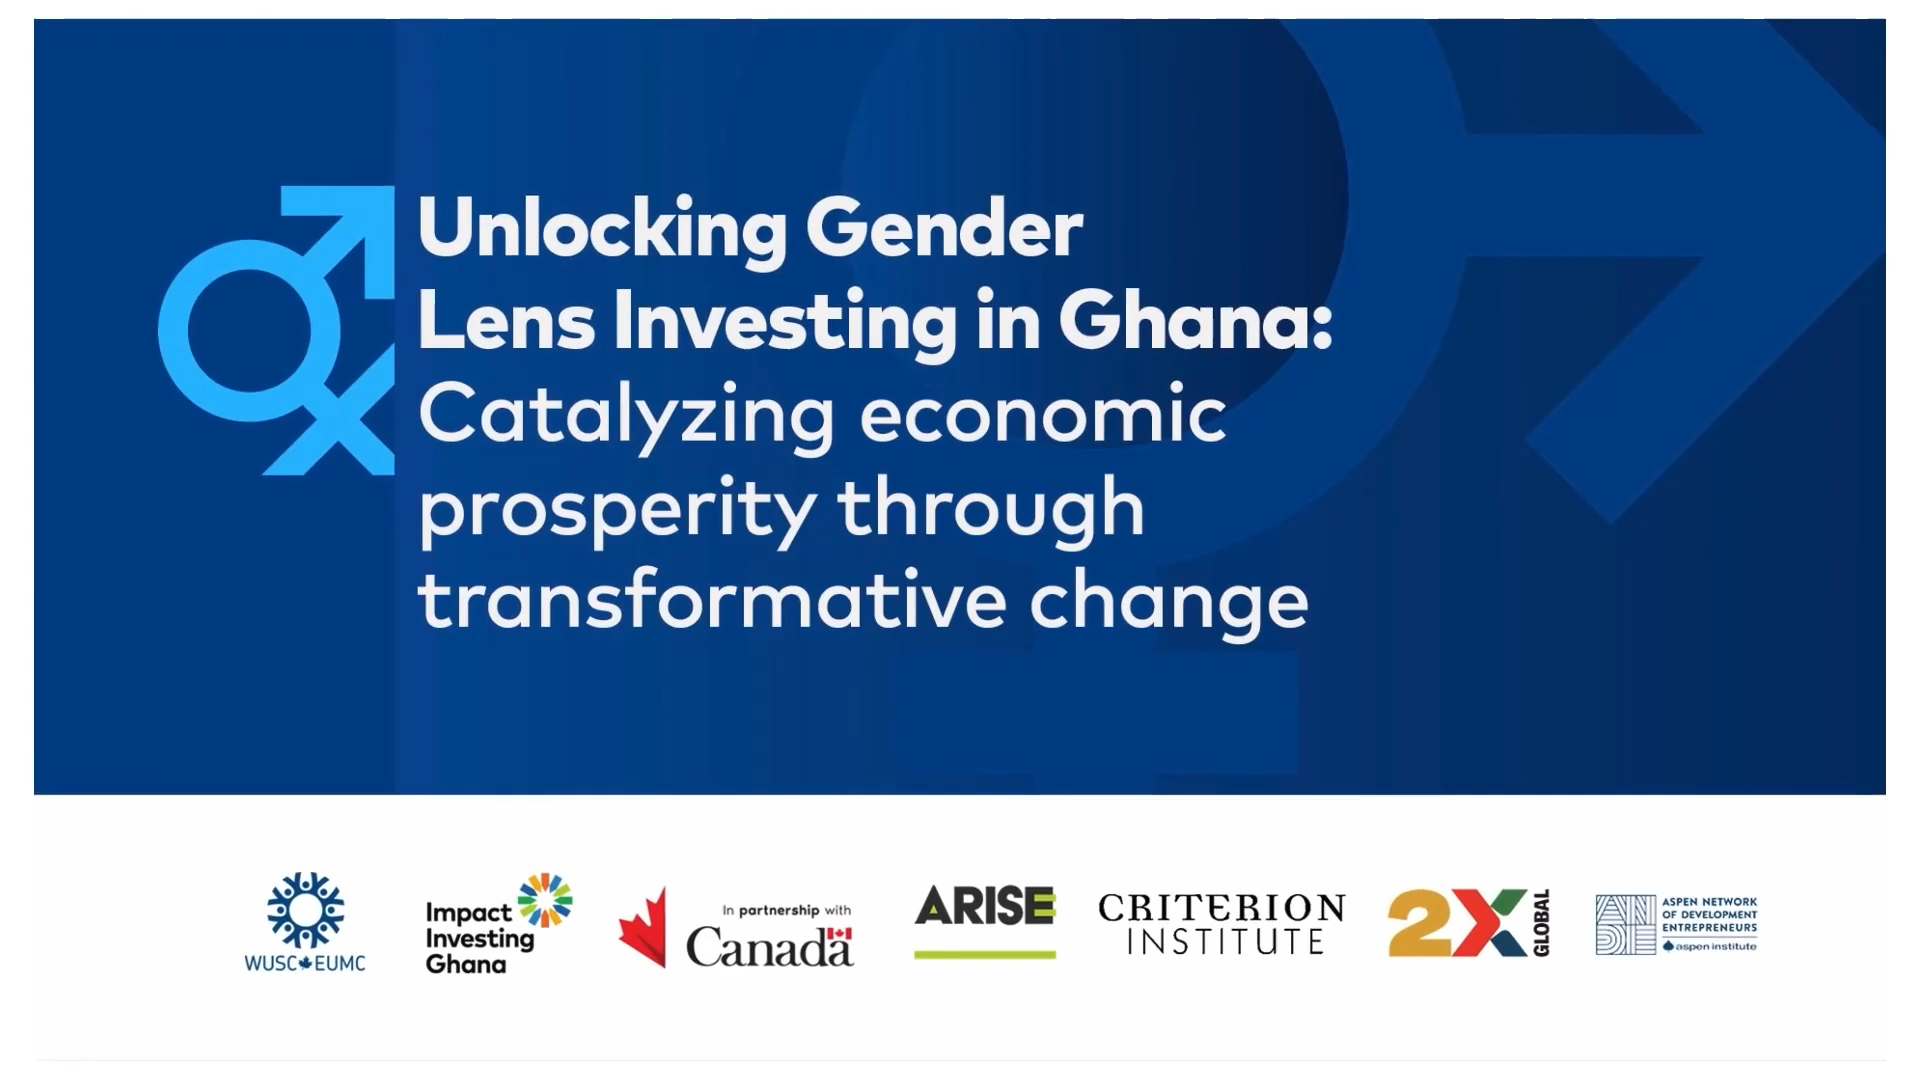 Unlocking Gender
Lens Investing in Ghana:
Catalyzing economic
prosperity through
transformative change
WUSC EUMC
Impact
Investing
Ghana
In partnership with
Canada
ARISE
CRITERION
INSTITUTE
2X GLOBAL
ANDE
ASPEN NETWORK
OF DEVELOPMENT
ENTREPRENEURS
aspen institute